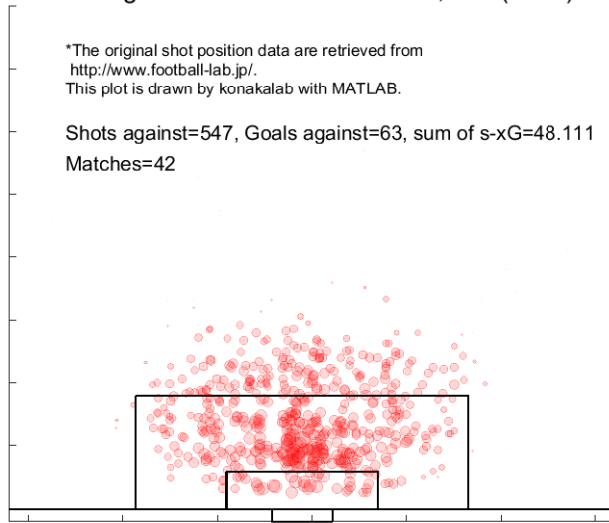 *The original shot position data are retrieved from
http://www.football-lab.jp/.
This plot is drawn by konakalab with MATLAB.
Shots against=547, Goals against=63, sum of s-xG=48.111
Matches=42